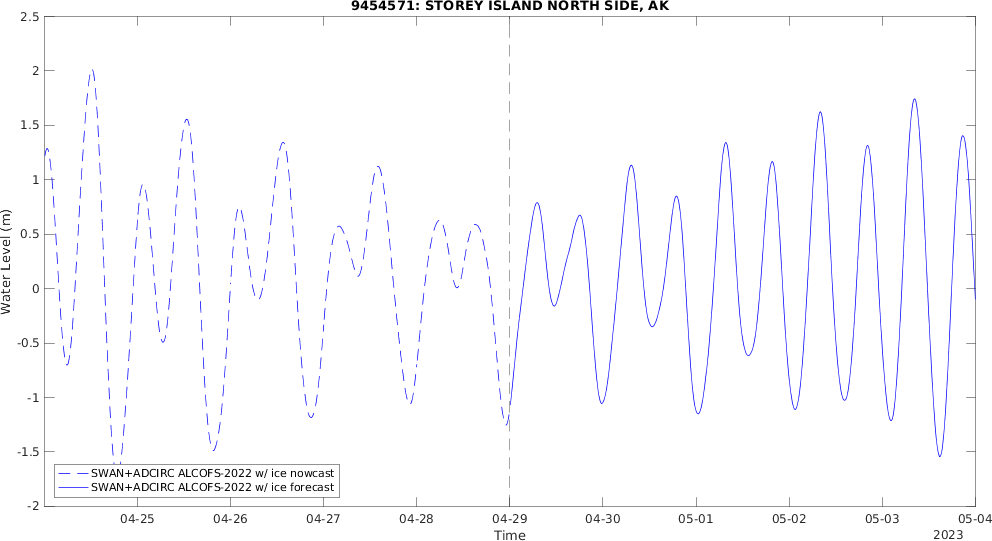 9454571: STOREY ISLAND NORTH SIDE, AK
2.5
2
1.5
1
0.5
0
-0.5
-1
-1.5
-2
Water Level (m)
SWAN+ADCIRC ALCOFS-2022 w/ ice nowcast
SWAN+ADCIRC ALCOFS-2022 w/ ice forecast
04-25 04-26 04-27 04-28 04-29 04-30 05-01 05-02 05-03 05-04
Time
2023